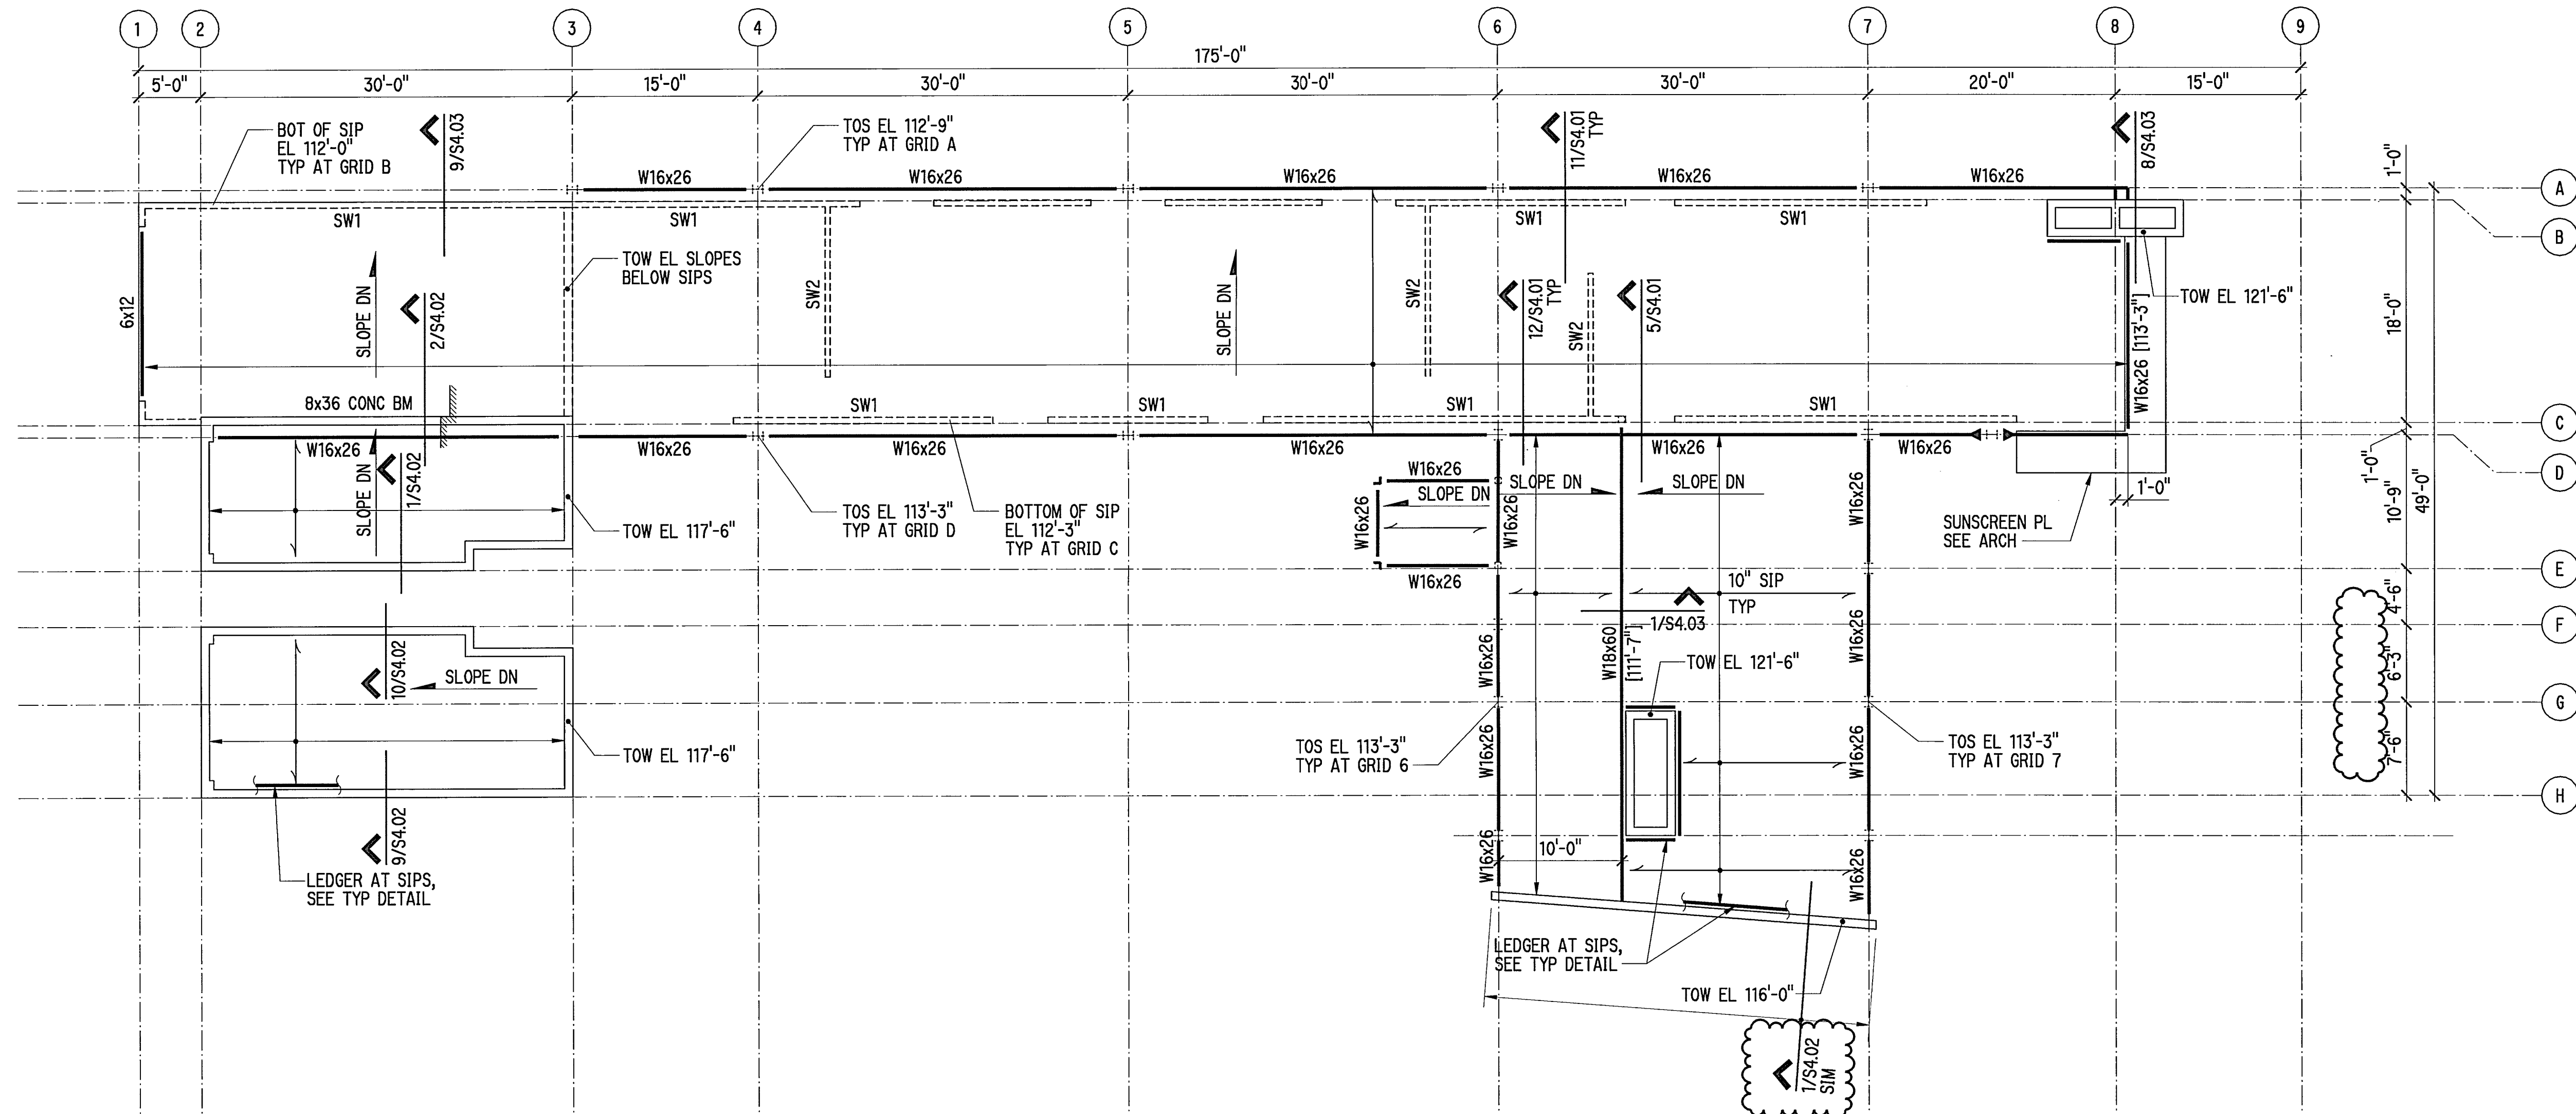 1 2 3 4 5 6 7 8 9
175'-0"
5'-0" 30'-0" 15'-0" 30'-0" 30'-0" 30'-0" 20'-0" 15'-0"
BOT OF SIP
EL 112'-0"
TYP AT GRID B
9/S4.03
TOS EL 112'-9"
TYP AT GRID A
11/S4.01
TYP
8/S4.03
1'-0"
W16x26 W16x26 W16x26 W16x26 W16x26
A
SW1 SW1 SW1 SW1
B
TOW EL SLOPES
BELOW SIPS
6x12
SLOPE DN
2/S4.02
SW2
SLOPE DN
SW2
12/S4.01
TYP
SW2
5/S4.01
W16x26 [113'-3"]
TOW EL 121'-6"
18'-0"
8x36 CONC BM
SW1 SW1 SW1 SW1
C
W16x26 W16x26 W16x26 W16x26 W16x26 W16x26
D
1'-0"
1'-0"
10'-9"
49'-0"
SLOPE DN
1/S4.02
TOW EL 117'-6"
TOS EL 113'-3"
TYP AT GRID D
BOTTOM OF SIP
EL 112'-3"
TYP AT GRID C
W16x26
SLOPE DN
W16x26
W16x26
W16x26
SLOPE DN
SLOPE DN
W16x26
SUNSCREEN PL
SEE ARCH
E
10" SIP
TYP
1/S4.03
4'-6"
F
W16x26
W18x60
[111'-7"]
W16x26
TOW EL 121'-6"
6'-3"
10/S4.02
SLOPE DN
G
TOW EL 117'-6"
TOS EL 113'-3"
TYP AT GRID 6
W16x26
W16x26
TOS EL 113'-3"
TYP AT GRID 7
7'-6"
H
9/S4.02
LEDGER AT SIPS,
SEE TYP DETAIL
W16x26
10'-0"
W16x26
LEDGER AT SIPS,
SEE TYP DETAIL
TOW EL 116'-0"
1/S4.02
SIM